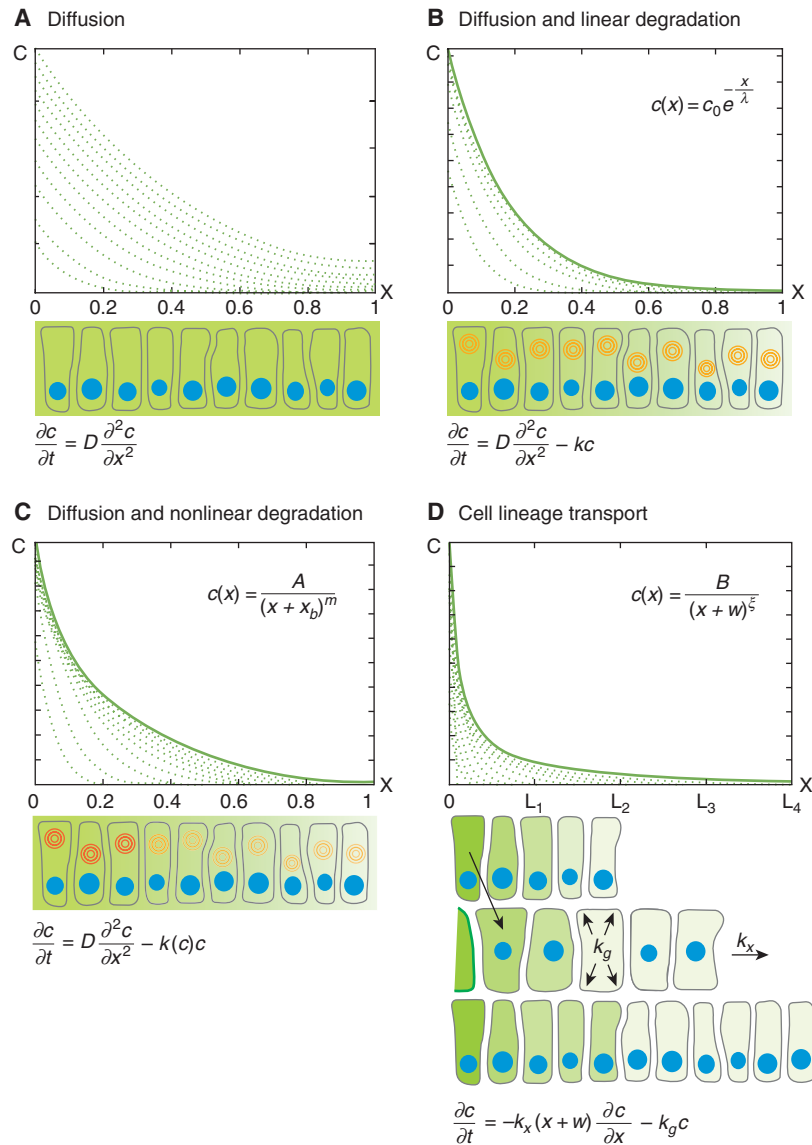 A Diffusion
C
0 0.2 0.4 0.6 0.8 1 X
∂c/∂t = D ∂²c/∂x²
B Diffusion and linear degradation
C
c(x) = c₀e^(-x/λ)
0 0.2 0.4 0.6 0.8 1 X
∂c/∂t = D ∂²c/∂x² – kc
C Diffusion and nonlinear degradation
C
c(x) = A/(x + x_b)^m
0 0.2 0.4 0.6 0.8 1 X
∂c/∂t = D ∂²c/∂x² – k(c)c
D Cell lineage transport
C
c(x) = B/(x + w)^ξ
0 L₁ L₂ L₃ L₄ X
k_g
k_x
∂c/∂t = –k_x(x + w) ∂c/∂x – k_g c